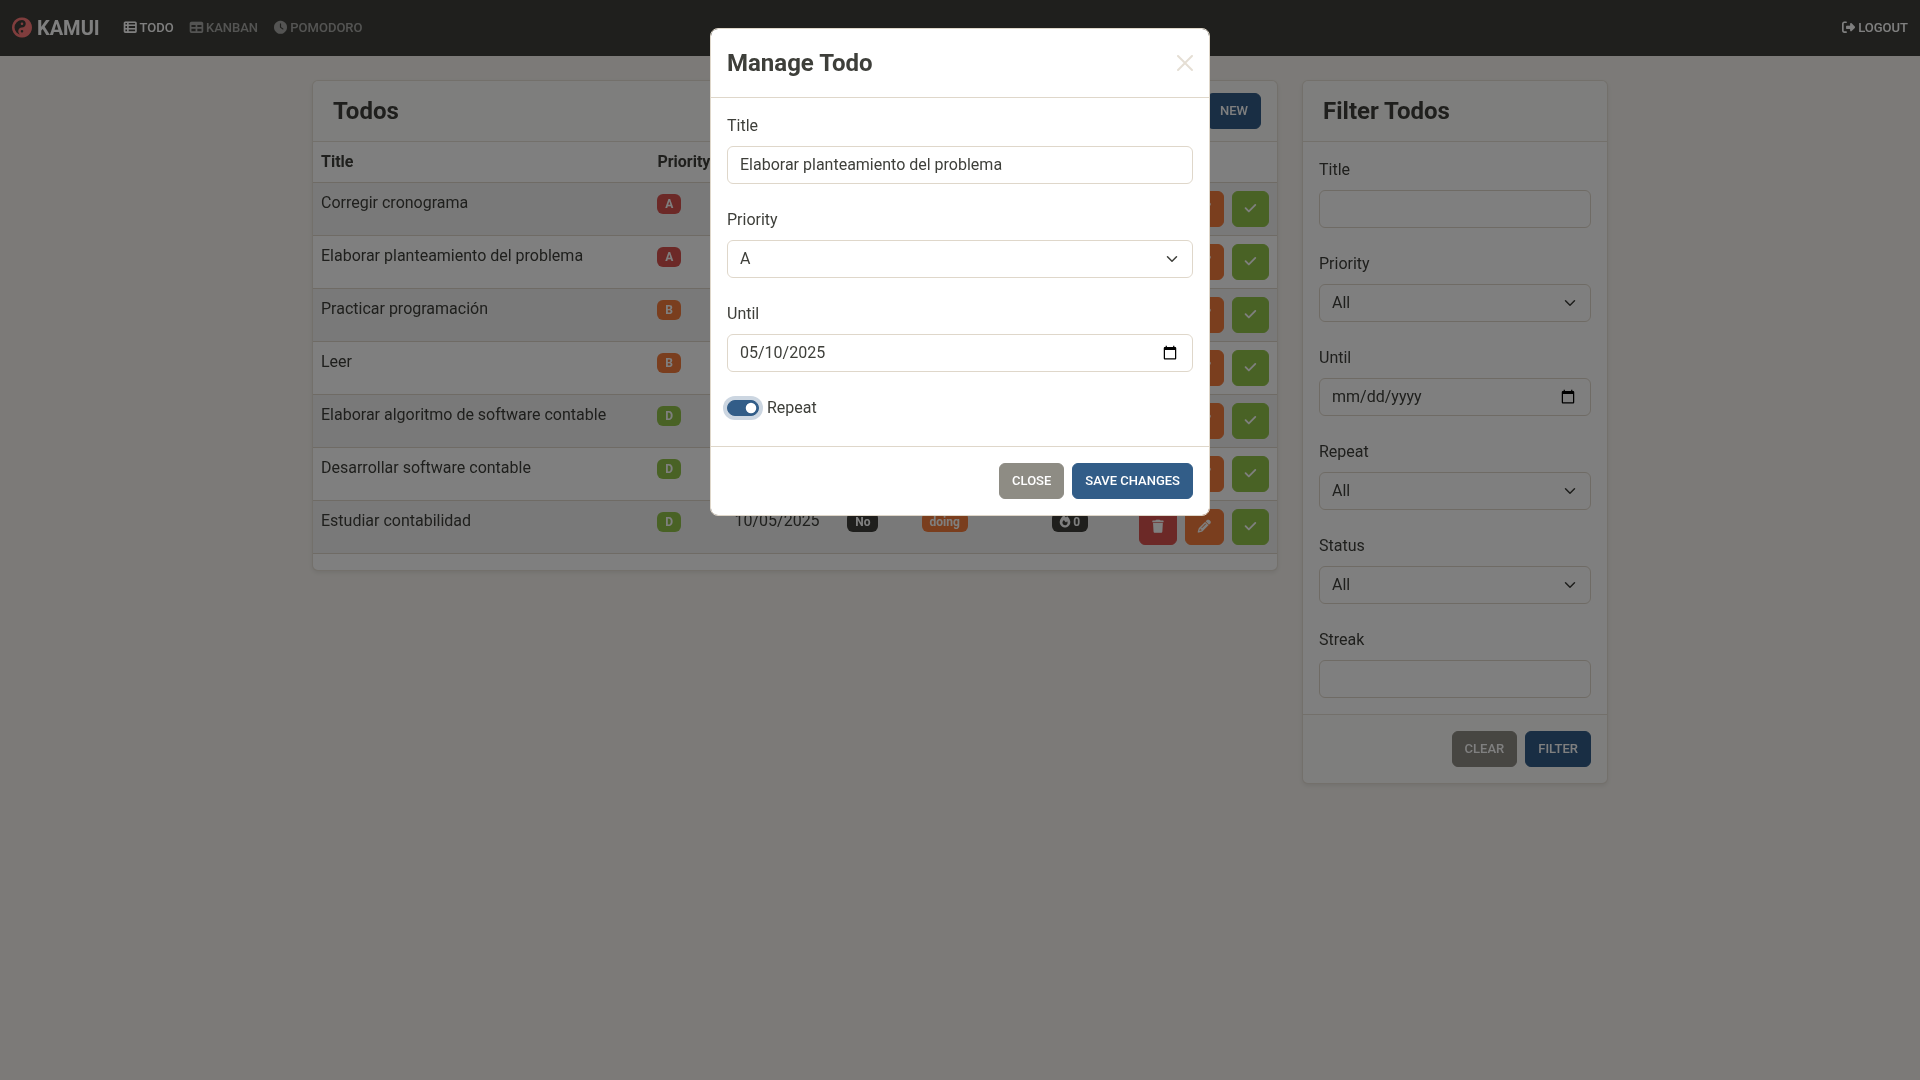 KAMUI TODO KANBAN POMODORO LOGOUT
Manage Todo
Title
Elaborar planteamiento del problema
Priority
A
Until
05/10/2025
Repeat
CLOSE SAVE CHANGES
Todos NEW
Title Priority
Corregir cronograma A
Elaborar planteamiento del problema A
Practicar programación B
Leer B
Elaborar algoritmo de software contable D
Desarrollar software contable D
Estudiar contabilidad D 10/05/2025 No doing 0
Filter Todos
Title
Priority
All
Until
mm/dd/yyyy
Repeat
All
Status
All
Streak
CLEAR FILTER